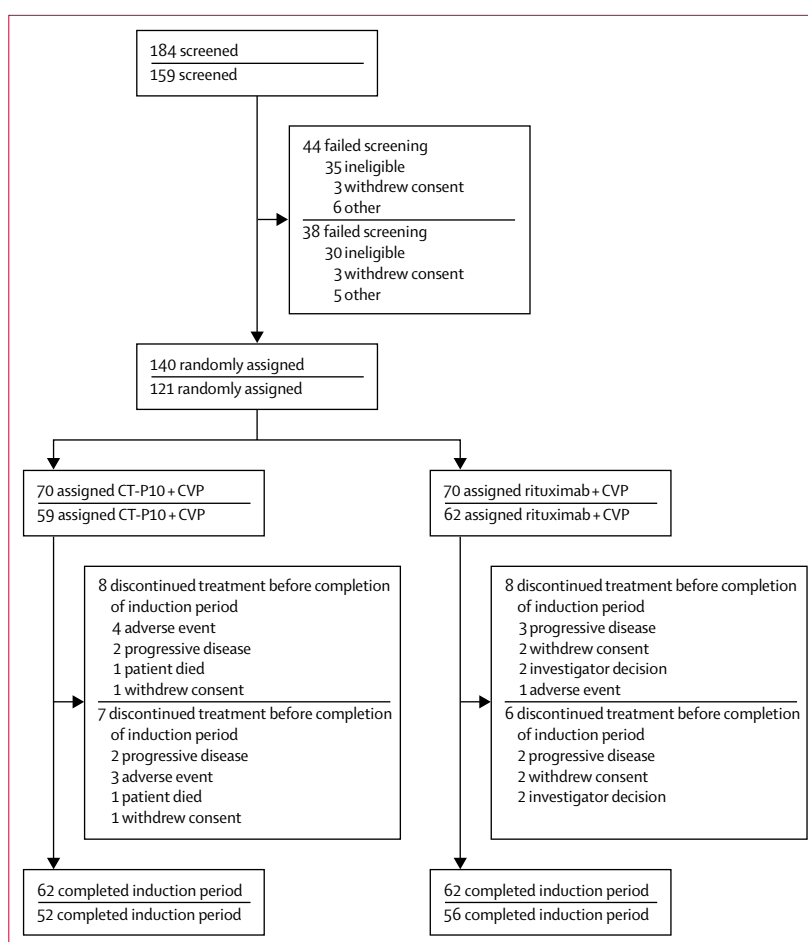 184 screened
159 screened
44 failed screening
35 ineligible
3 withdrew consent
6 other
38 failed screening
30 ineligible
3 withdrew consent
5 other
140 randomly assigned
121 randomly assigned
70 assigned CT-P10 + CVP
59 assigned CT-P10 + CVP
70 assigned rituximab + CVP
62 assigned rituximab + CVP
8 discontinued treatment before completion
of induction period
4 adverse event
2 progressive disease
1 patient died
1 withdrew consent
7 discontinued treatment before completion
of induction period
2 progressive disease
3 adverse event
1 patient died
1 withdrew consent
8 discontinued treatment before completion
of induction period
3 progressive disease
2 withdrew consent
2 investigator decision
1 adverse event
6 discontinued treatment before completion
of induction period
2 progressive disease
2 withdrew consent
2 investigator decision
62 completed induction period
52 completed induction period
62 completed induction period
56 completed induction period